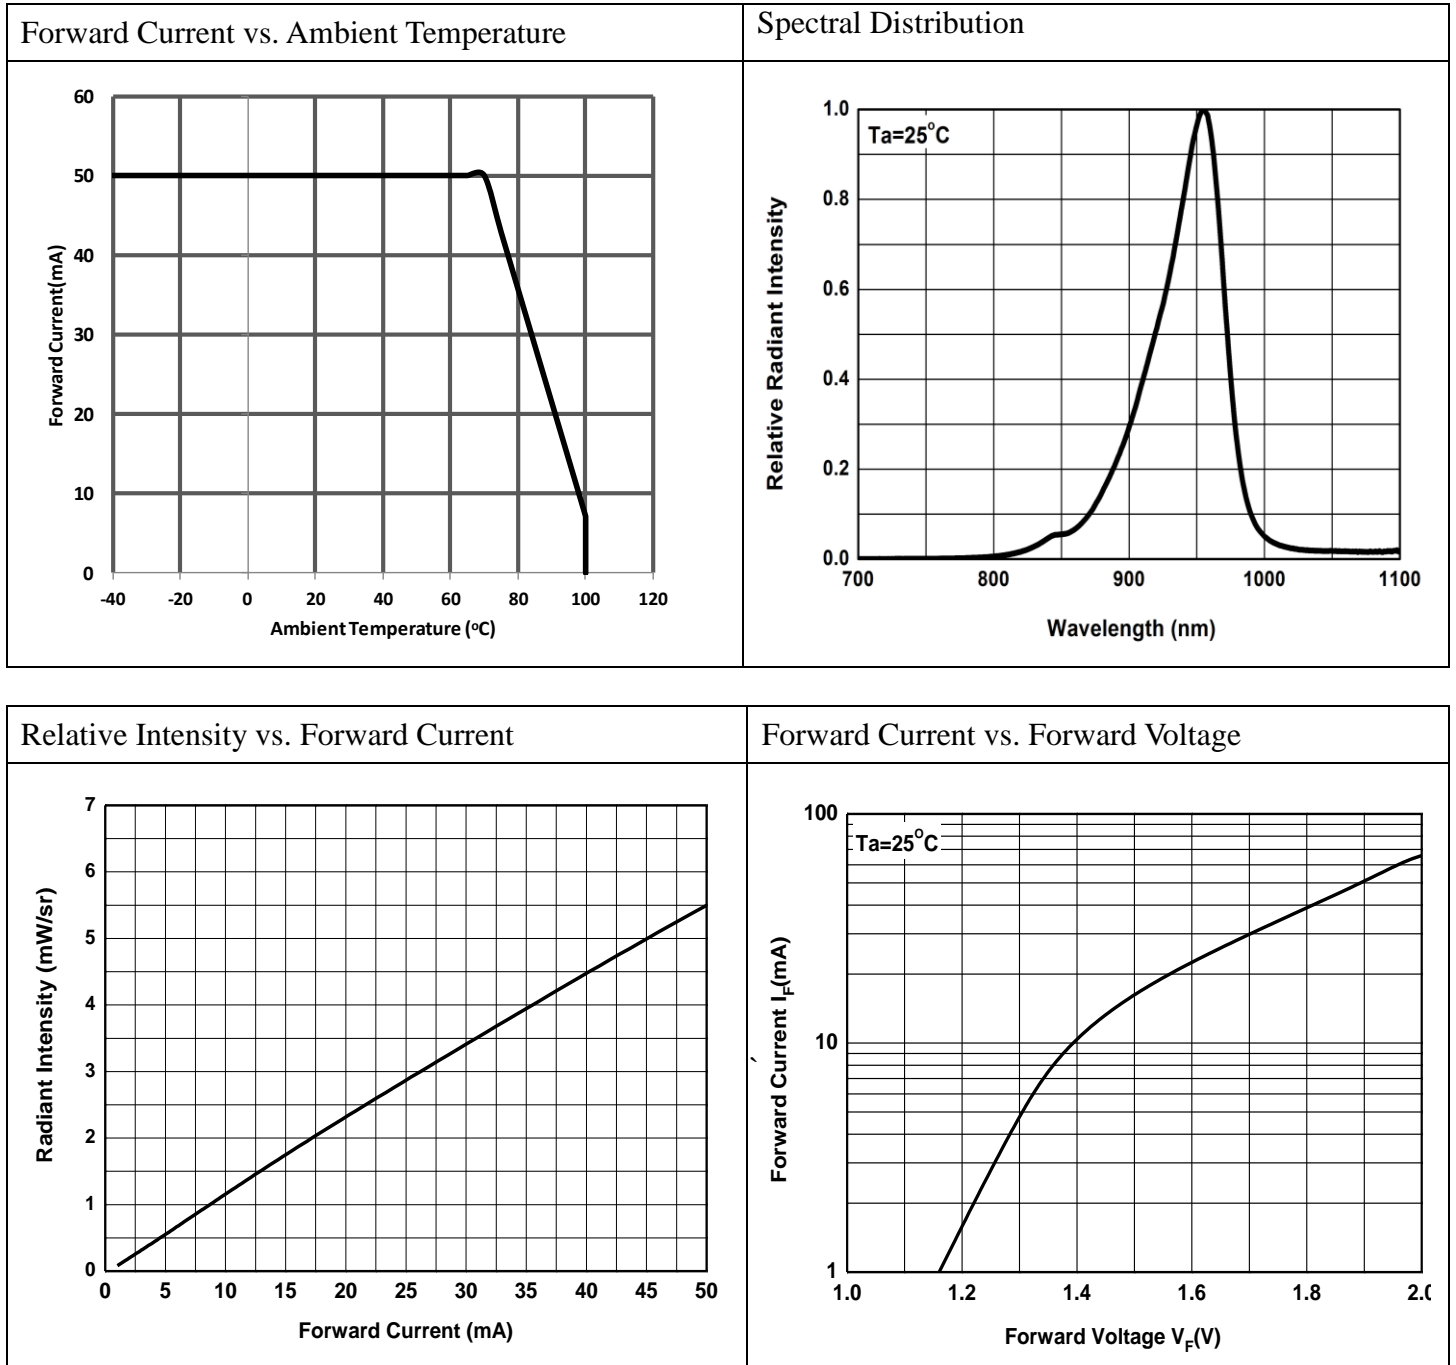 Forward Current vs. Ambient Temperature
Spectral Distribution
60
50
40
30
20
10
0
-40 -20 0 20 40 60 80 100 120
Forward Current(mA)
Ambient Temperature (ºC)
Ta=25°C
1.0
0.8
0.6
0.4
0.2
0.0
700 800 900 1000 1100
Relative Radiant Intensity
Wavelength (nm)
Relative Intensity vs. Forward Current
Forward Current vs. Forward Voltage
7
6
5
4
3
2
1
0
0 5 10 15 20 25 30 35 40 45 50
Radiant Intensity (mW/sr)
Forward Current (mA)
Ta=25°C
100
10
1
1.0 1.2 1.4 1.6 1.8 2.0
Forward Current I_F(mA)
Forward Voltage V_F(V)